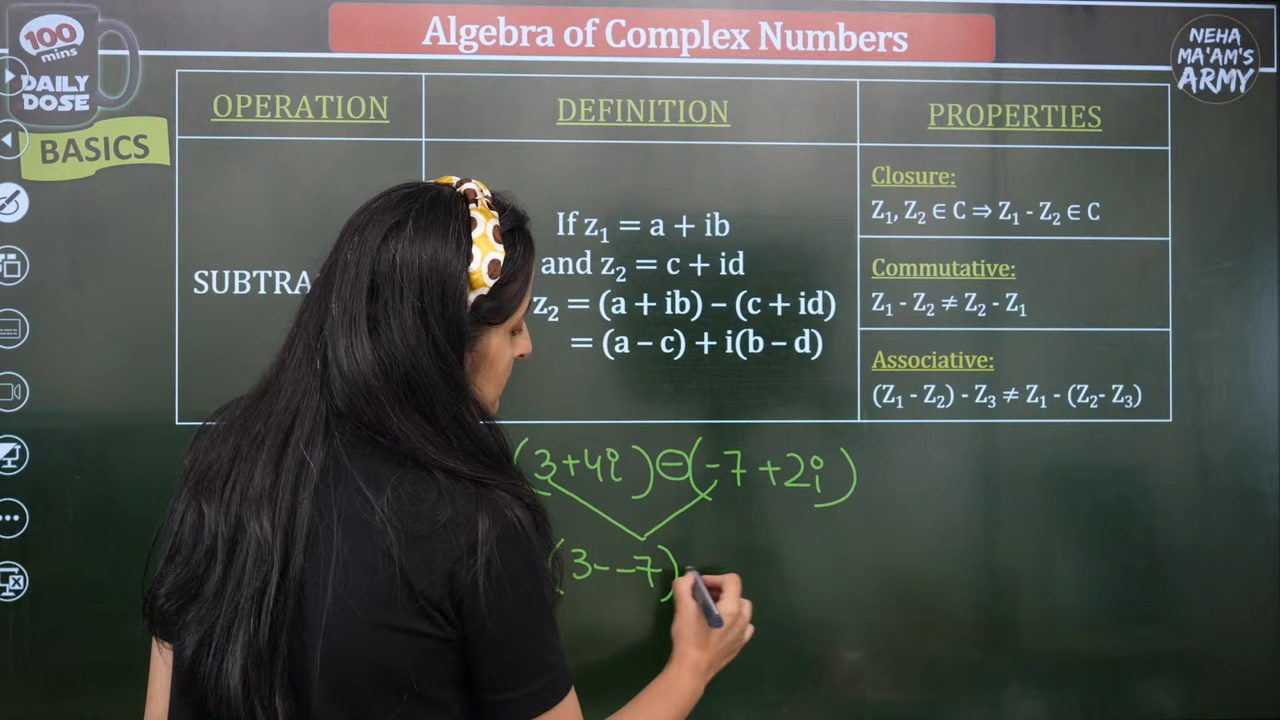 100
mins
DAILY
DOSE
BASICS
Algebra of Complex Numbers
NEHA
MA'AM'S
ARMY
OPERATION
DEFINITION
PROPERTIES
SUBTRA
If z₁ = a + ib
and z₂ = c + id
z₂ = (a + ib) – (c + id)
= (a – c) + i(b – d)
Closure:
Z₁, Z₂ ∈ C ⇒ Z₁ - Z₂ ∈ C
Commutative:
Z₁ - Z₂ ≠ Z₂ - Z₁
Associative:
(Z₁ - Z₂) - Z₃ ≠ Z₁ - (Z₂- Z₃)
(3+4i)-(-7+2i)
(3--7)